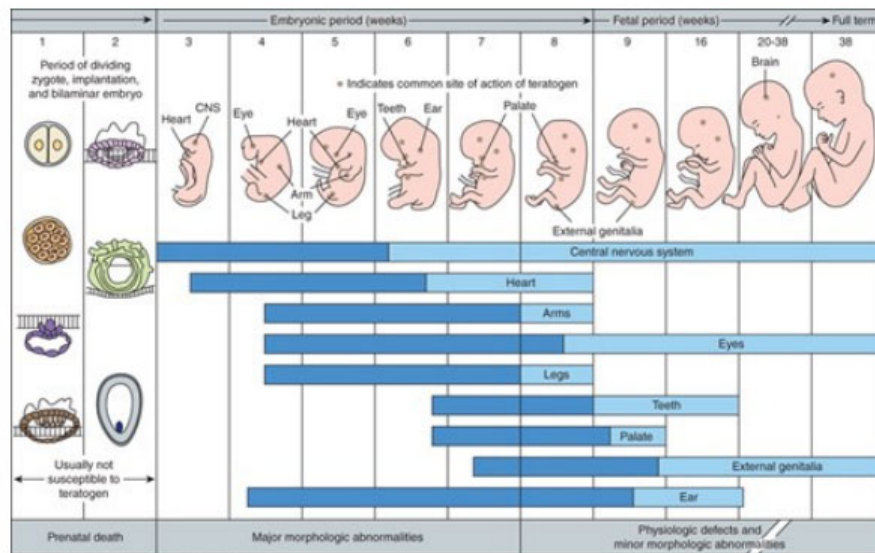 Embryonic period (weeks)
Fetal period (weeks)
Full term
1
2
3
4
5
6
7
8
9
16
20-38
38
Period of dividing
zygote, implantation,
and bilaminar embryo
Indicates common site of action of teratogen
Brain
CNS
Heart
Eye
Heart
Eye
Teeth
Ear
Palate
Arm
Leg
External genitalia
Central nervous system
Heart
Arms
Eyes
Legs
Teeth
Palate
External genitalia
Ear
Usually not
susceptible to
teratogen
Prenatal death
Major morphologic abnormalities
Physiologic defects and
minor morphologic abnormalities